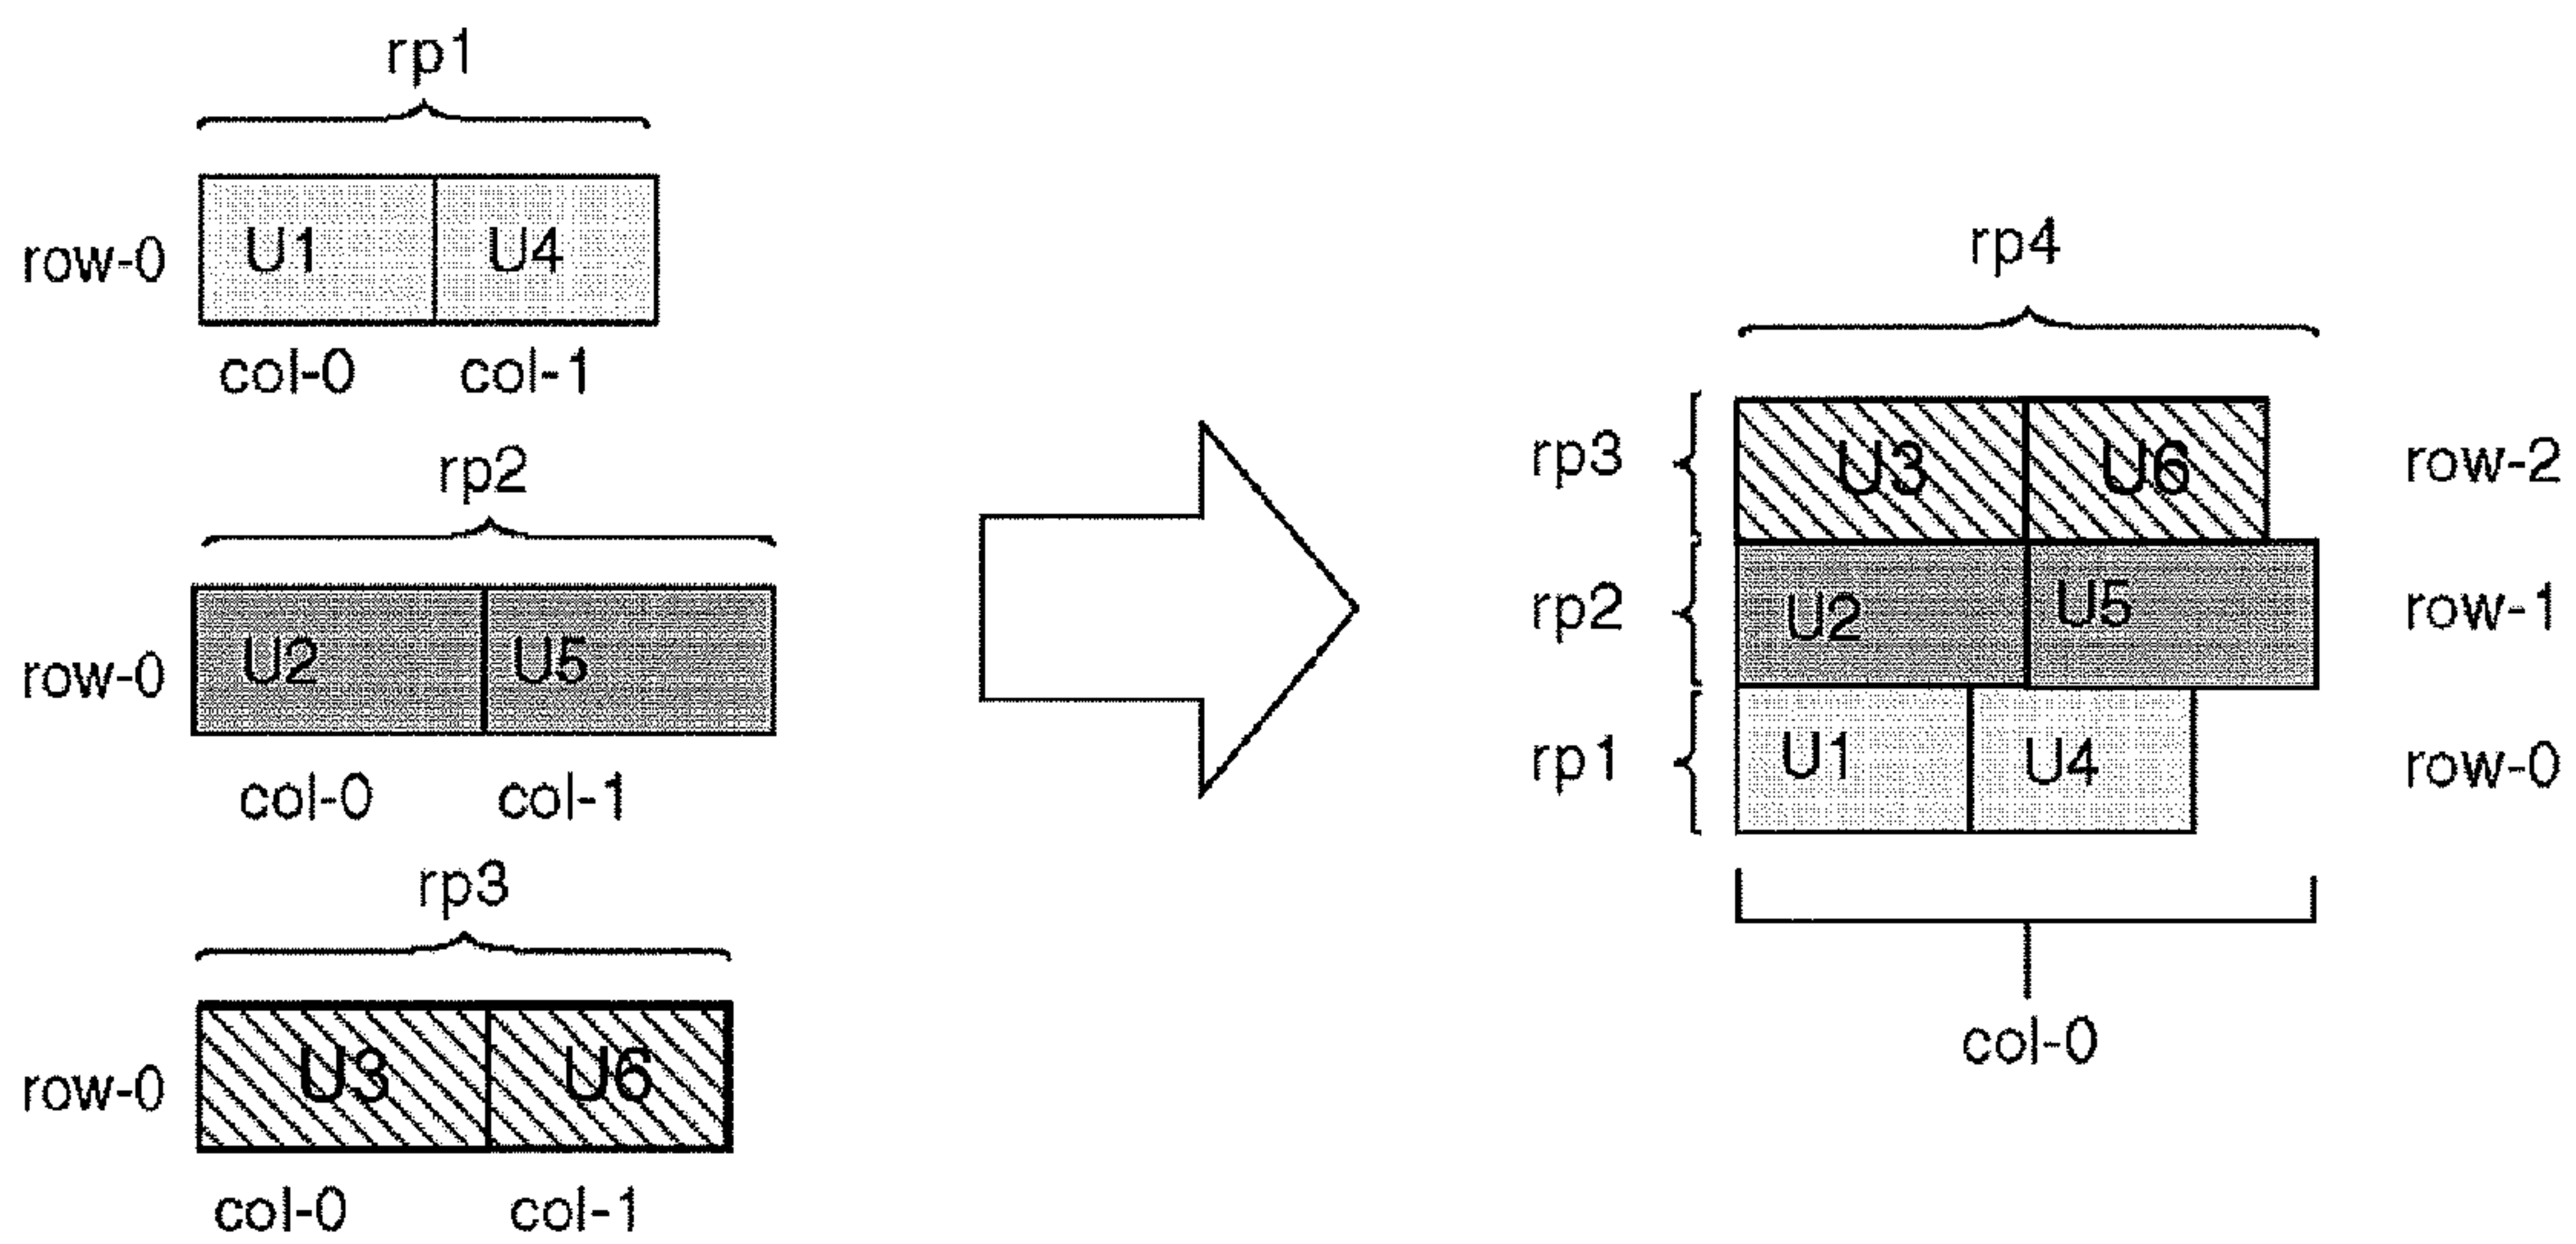 rp1
row-0 U1 U4
col-0 col-1
rp2
row-0 U2 U5
col-0 col-1
rp3
row-0 U3 U6
col-0 col-1
rp4
rp3 U3 U6 row-2
rp2 U2 U5 row-1
rp1 U1 U4 row-0
col-0